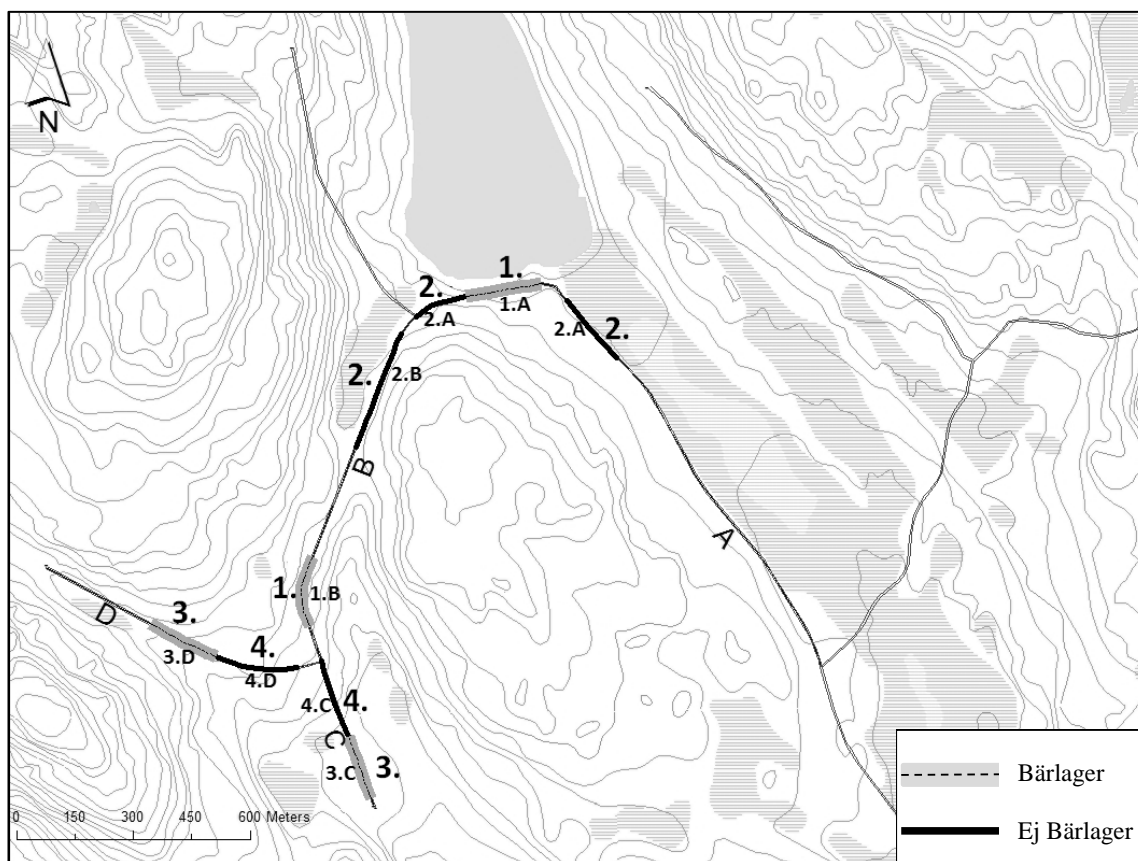 N
1.
2.
1.A
2.A
2.A
2.
2.
2.B
B
A
1.
1.B
D
3.
3.D
4.
4.D
4.C
4.
C
3.C
3.
0 150 300 450 600 Meters
Bärlager
Ej Bärlager